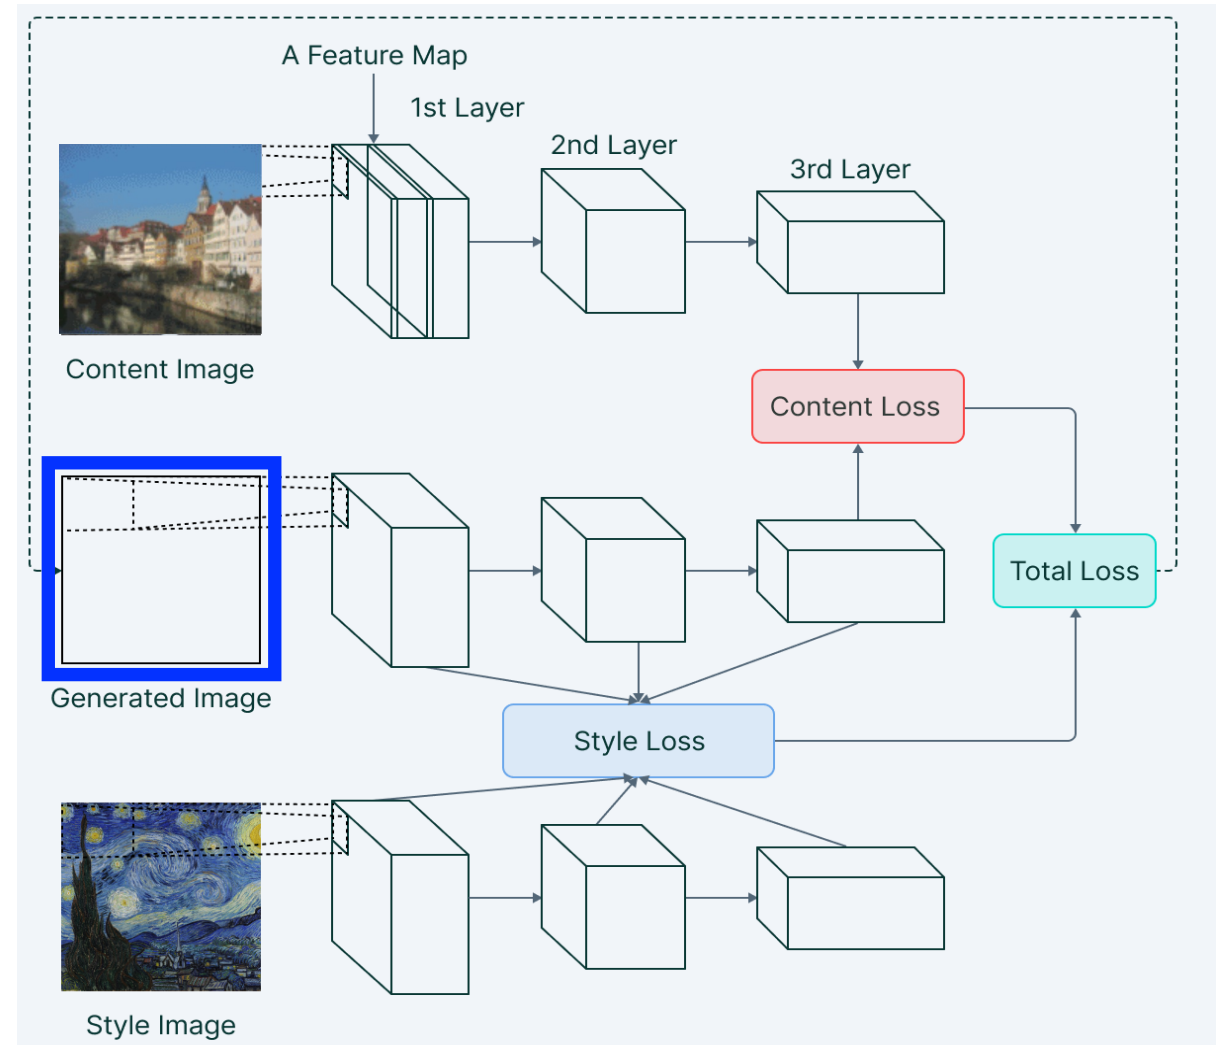 A Feature Map
1st Layer
2nd Layer
3rd Layer
Content Image
Content Loss
Total Loss
Generated Image
Style Loss
Style Image